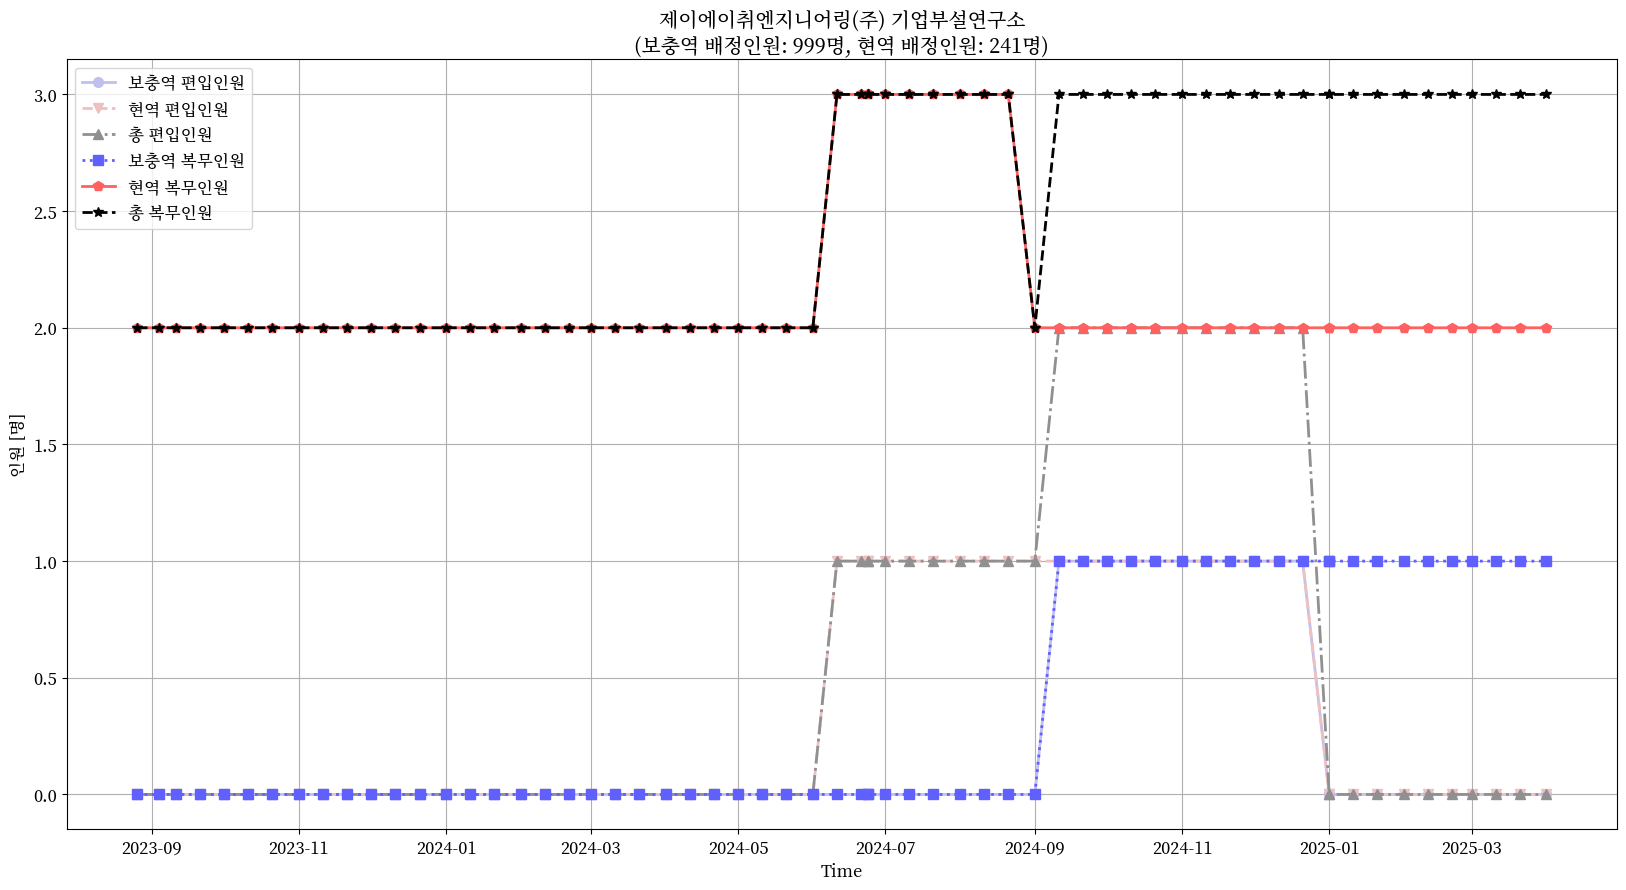 제이에이취엔지니어링(주) 기업부설연구소
(보충역 배정인원: 999명, 현역 배정인원: 241명)
보충역 편입인원
현역 편입인원
총 편입인원
보충역 복무인원
현역 복무인원
총 복무인원
인원 [명]
3.0
2.5
2.0
1.5
1.0
0.5
0.0
2023-09 2023-11 2024-01 2024-03 2024-05 2024-07 2024-09 2024-11 2025-01 2025-03
Time